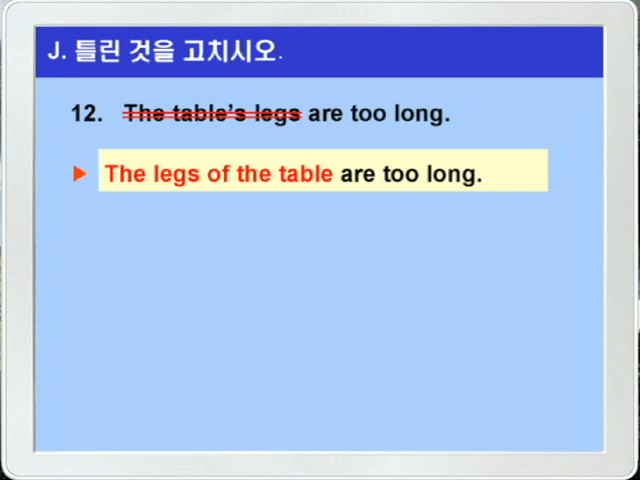 J. 틀린 것을 고치시오.
12. The table's legs are too long.
▶ The legs of the table are too long.